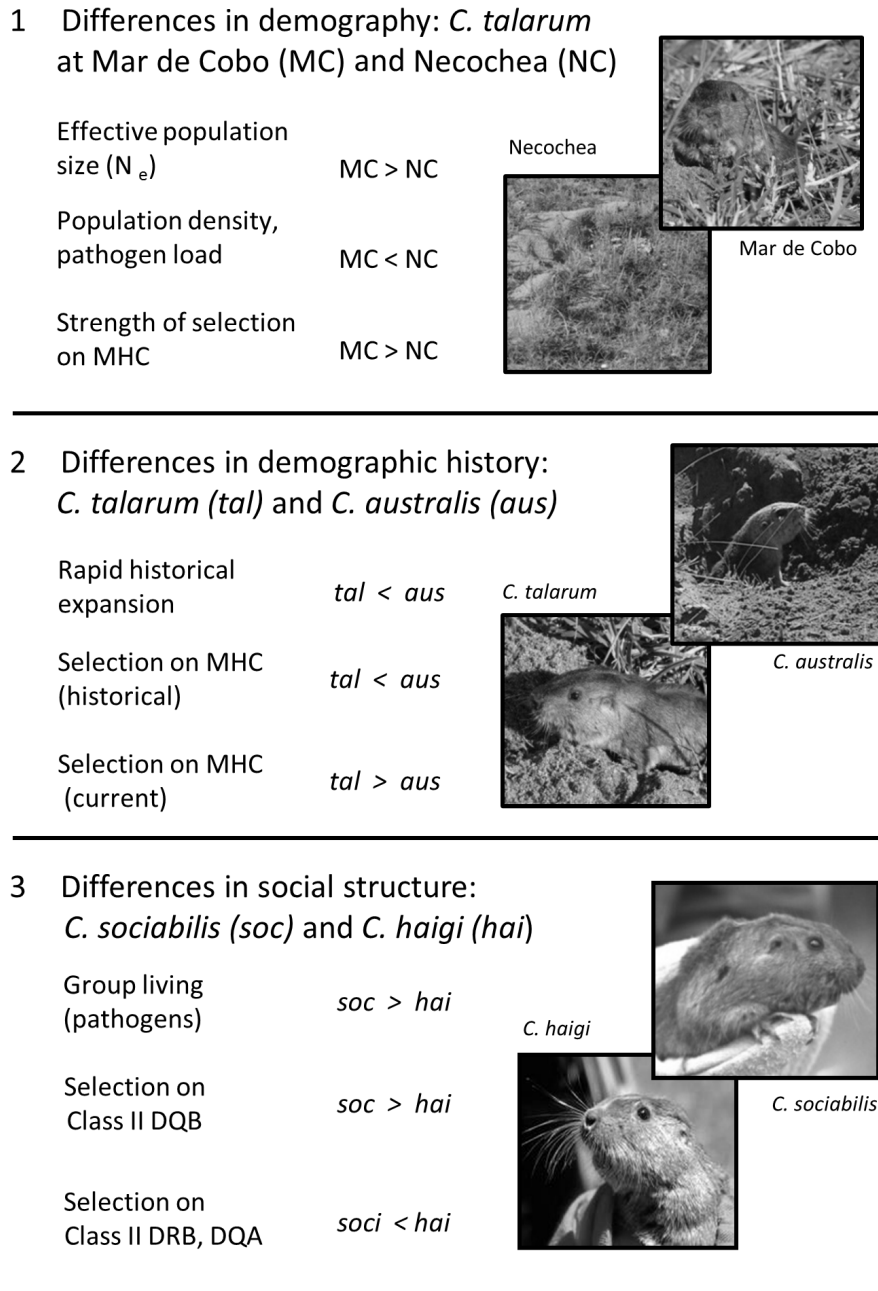 1 Differences in demography: C. talarum
at Mar de Cobo (MC) and Necochea (NC)
Effective population
size (N e) MC > NC
Population density,
pathogen load MC < NC
Strength of selection
on MHC MC > NC
Necochea
Mar de Cobo
2 Differences in demographic history:
C. talarum (tal) and C. australis (aus)
Rapid historical
expansion tal < aus
Selection on MHC
(historical) tal < aus
Selection on MHC
(current) tal > aus
C. talarum
C. australis
3 Differences in social structure:
C. sociabilis (soc) and C. haigi (hai)
Group living
(pathogens) soc > hai
Selection on
Class II DQB soc > hai
Selection on
Class II DRB, DQA soci < hai
C. haigi
C. sociabilis